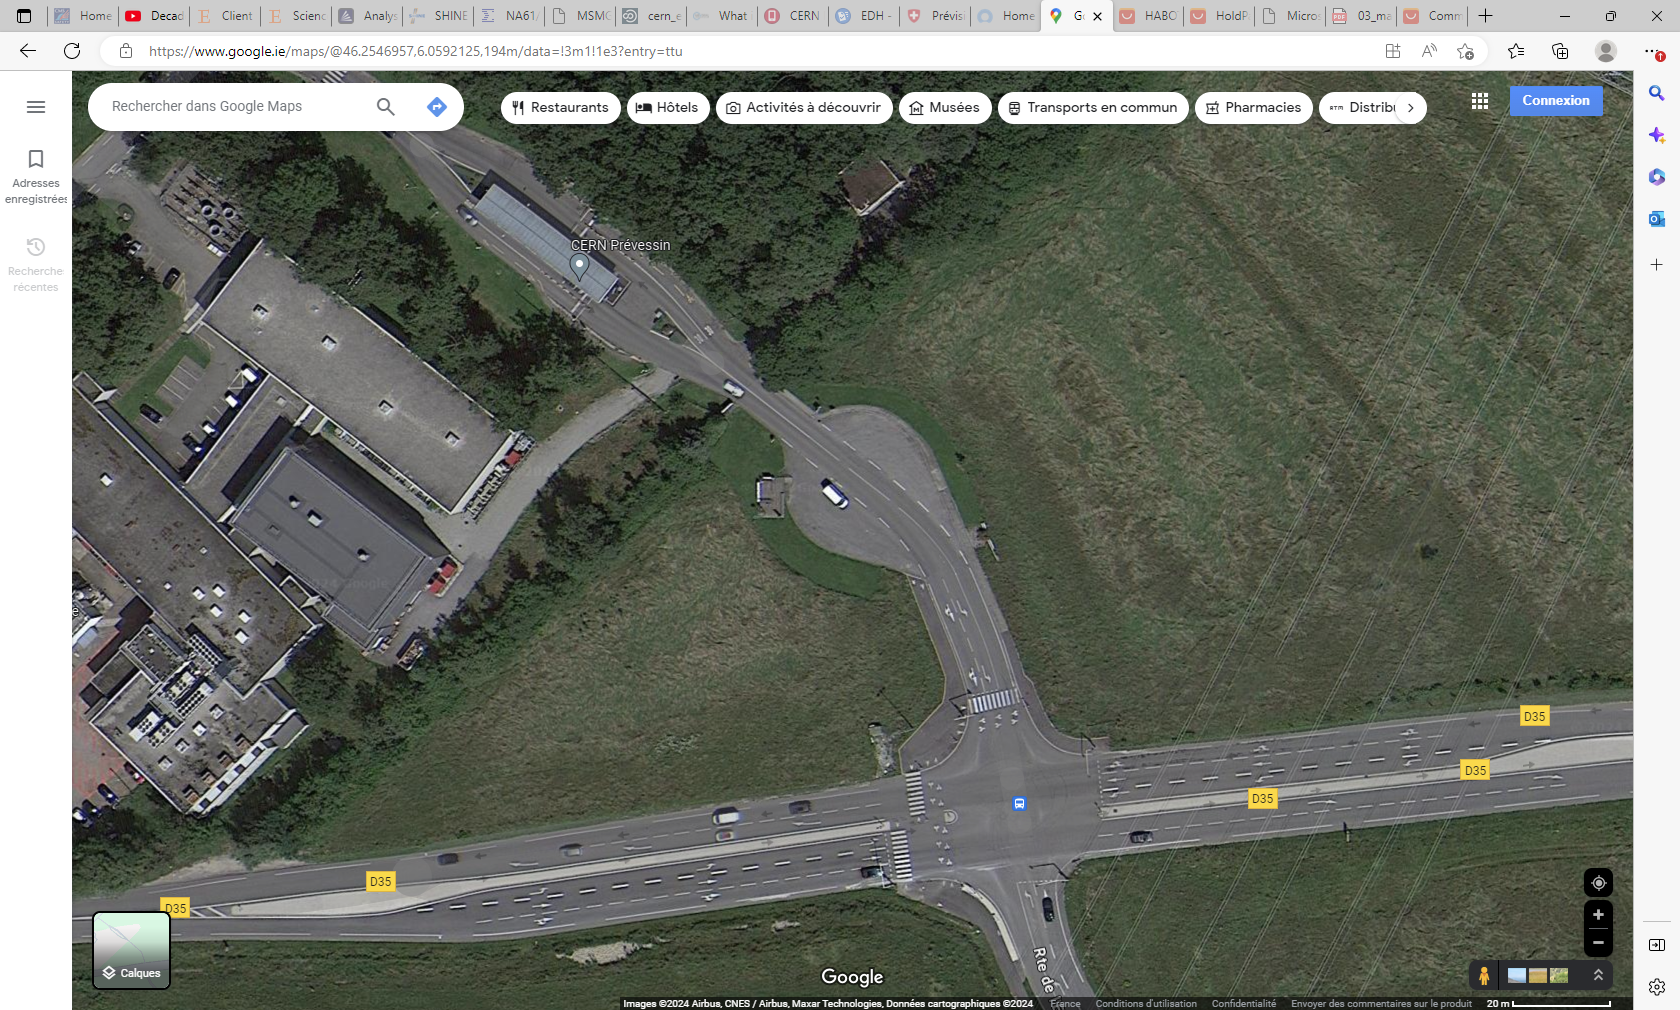 Home
Decad
Client
Scienc
Analys
SHINE
NA61/
MSMC
cern_e
What i
CERN
EDH -
Prévis
Home
Go
HABO
HoldP
Micros
03_ma
Comm
https://www.google.ie/maps/@46.2546957,6.0592125,194m/data=!3m1!1e3?entry=ttu
Rechercher dans Google Maps
Restaurants
Hôtels
Activités à découvrir
Musées
Transports en commun
Pharmacies
Distribu
Connexion
Adresses
enregistrées
Recherches
récentes
CERN Prévessin
D35
D35
D35
D35
D35
Rte de
Calques
Google
Images ©2024 Airbus, CNES / Airbus, Maxar Technologies, Données cartographiques ©2024 France Conditions d'utilisation Confidentialité Envoyer des commentaires sur le produit 20 m